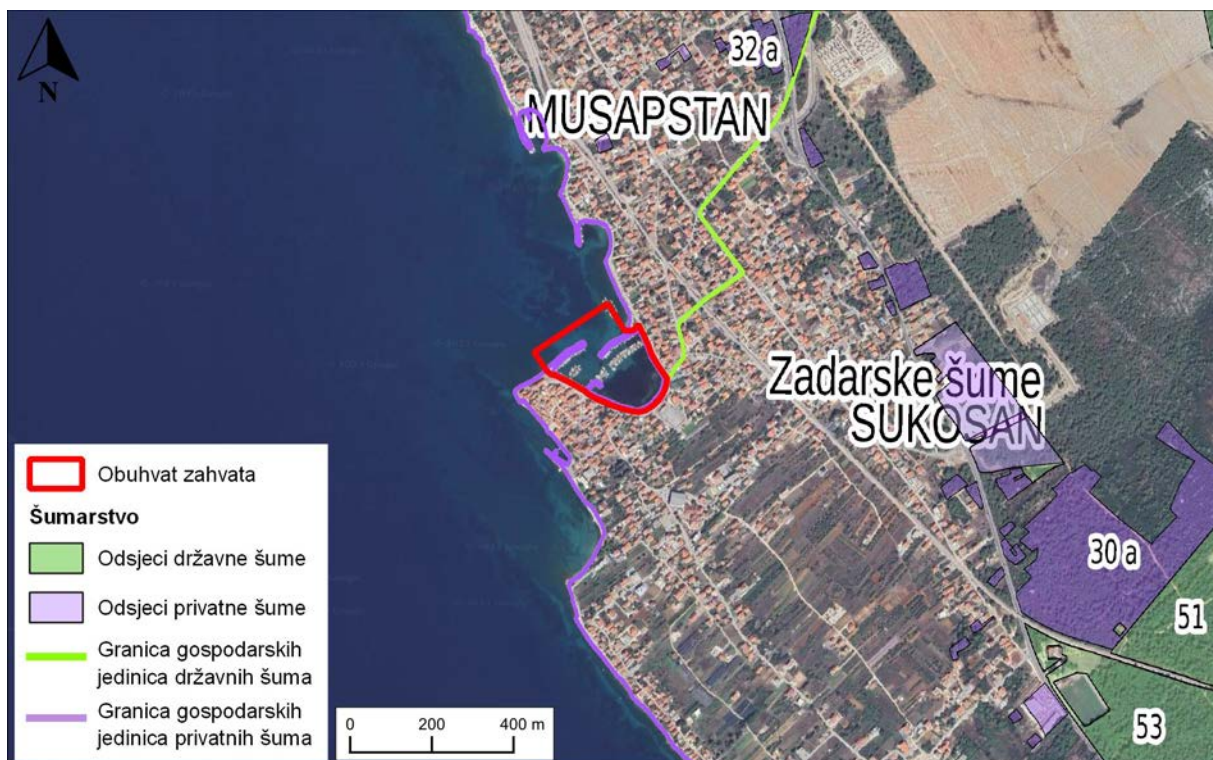 N
32 a
MUSAPSTAN
Zadarske šume
SUKOSAN
30 a
51
53
Obuhvat zahvata
Šumarstvo
Odsjeci državne šume
Odsjeci privatne šume
Granica gospodarskih
jedinica državnih šuma
Granica gospodarskih
jedinica privatnih šuma
0 200 400 m